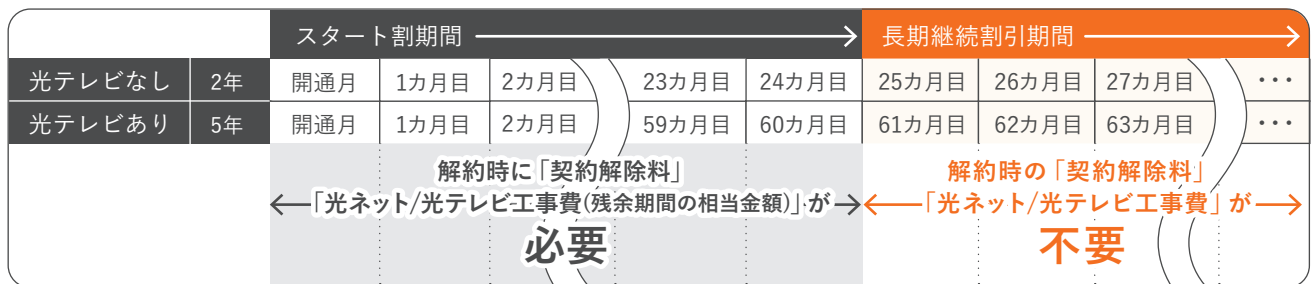 スタート割期間 長期継続割引期間
光テレビなし 2年 開通月 1カ月目 2カ月目 23カ月目 24カ月目 25カ月目 26カ月目 27カ月目 ・・・
光テレビあり 5年 開通月 1カ月目 2カ月目 59カ月目 60カ月目 61カ月目 62カ月目 63カ月目 ・・・
解約時に「契約解除料」
「光ネット/光テレビ工事費(残余期間の相当金額)」が
必要
解約時の「契約解除料」
「光ネット/光テレビ工事費」が
不要